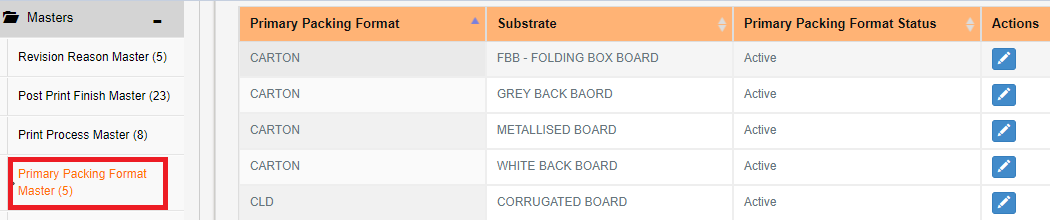 Masters
Revision Reason Master (5)
Post Print Finish Master (23)
Print Process Master (8)
Primary Packing Format
Master (5)
Primary Packing Format Substrate Primary Packing Format Status Actions
CARTON FBB - FOLDING BOX BOARD Active
CARTON GREY BACK BAORD Active
CARTON METALLISED BOARD Active
CARTON WHITE BACK BOARD Active
CLD CORRUGATED BOARD Active